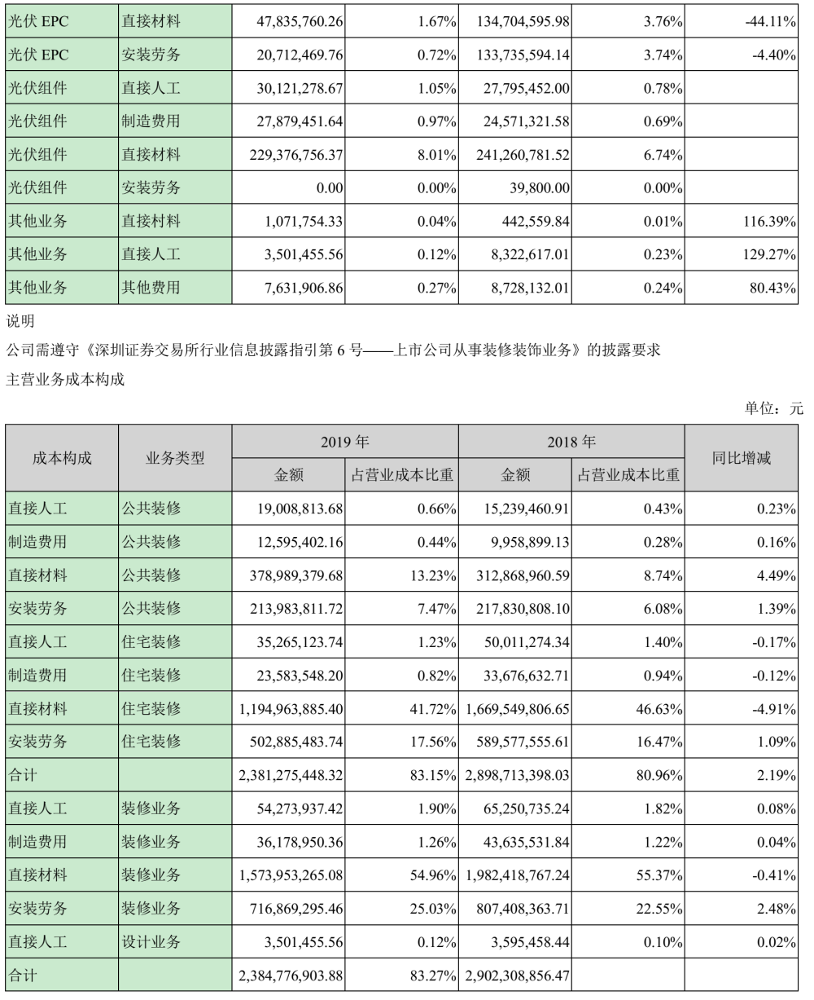 光伏 EPC 直接材料 47,835,760.26 1.67% 134,704,595.98 3.76% -44.11%
光伏 EPC 安装劳务 20,712,469.76 0.72% 133,735,594.14 3.74% -4.40%
光伏组件 直接人工 30,121,278.67 1.05% 27,795,452.00 0.78%
光伏组件 制造费用 27,879,451.64 0.97% 24,571,321.58 0.69%
光伏组件 直接材料 229,376,756.37 8.01% 241,260,781.52 6.74%
光伏组件 安装劳务 0.00 0.00% 39,800.00 0.00%
其他业务 直接村料 1,071,754.33 0.04% 442,559.84 0.01% 116.39%
其他业务 直接人工 3,501,455.56 0.12% 8,322,617.01 0.23% 129.27%
其他业务 其他费用 7,631,906.86 0.27% 8,728,132.01 0.24% 80.43%
说明
公司需遵守《深圳证券交易所行业信息披露指引第 6 号——上市公司从事装修装饰业务》的披露要求
主营业务成本构成
单位：元
成本构成 业务类型 2019 年 2018 年 同比增减
金额 占营业成本比重 金额 占营业成本比重
直接人工 公共装修 19,008,813.68 0.66% 15,239,460.91 0.43% 0.23%
制造费用 公共装修 12,595,402.16 0.44% 9,958,899.13 0.28% 0.16%
直接材料 公共装修 378,989,379.68 13.23% 312,868,960.59 8.74% 4.49%
安装劳务 公共装修 213,983,811.72 7.47% 217,830,808.10 6.08% 1.39%
直接人工 住宅装修 35,265,123.74 1.23% 50,011,274.34 1.40% -0.17%
制造费用 住宅装修 23,583,548.20 0.82% 33,676,632.71 0.94% -0.12%
直接材料 住宅装修 1,194,963,885.40 41.72% 1,669,549,806.65 46.63% -4.91%
安装劳务 住宅装修 502,885,483.74 17.56% 589,577,555.61 16.47% 1.09%
合计 2,381,275,448.32 83.15% 2,898,713,398.03 80.96% 2.19%
直接人工 装修业务 54,273,937.42 1.90% 65,250,735.24 1.82% 0.08%
制造费用 装修业务 36,178,950.36 1.26% 43,635,531.84 1.22% 0.04%
直接材料 装修业务 1,573,953,265.08 54.96% 1,982,418,767.24 55.37% -0.41%
安装劳务 装修业务 716,869,295.46 25.03% 807,408,363.71 22.55% 2.48%
直接人工 设计业务 3,501,455.56 0.12% 3,595,458.44 0.10% 0.02%
合计 2,384,776,903.88 83.27% 2,902,308,856.47